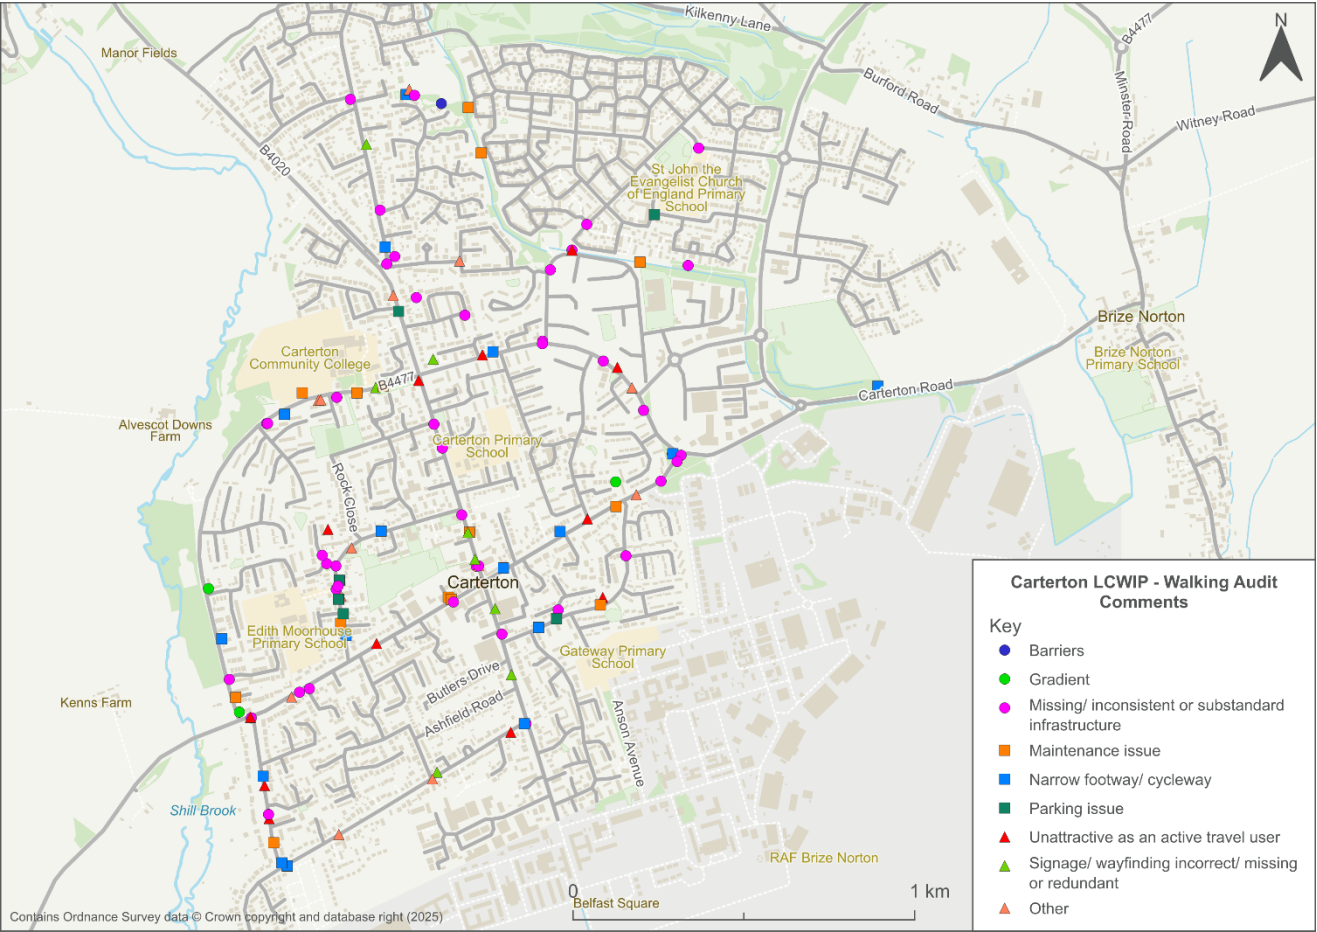 Kilkenny Lane
B4477
N
Manor Fields
Burford Road
Minster Road
Witney Road
B4020
St John the
Evangelist Church
of England Primary
School
Brize Norton
Carterton
Community College
Brize Norton
Primary School
B4477
Carterton Road
Alvescot Downs
Farm
Carterton Primary
School
Rock Close
Carterton
Edith Moorhouse
Primary School
Gateway Primary
School
Butlers Drive
Kenns Farm
Ashfield Road
Anson Avenue
Shill Brook
RAF Brize Norton
0
1 km
Belfast Square
Contains Ordnance Survey data © Crown copyright and database right (2025)
Carterton LCWIP - Walking Audit
Comments
Key
Barriers
Gradient
Missing/ inconsistent or substandard
infrastructure
Maintenance issue
Narrow footway/ cycleway
Parking issue
Unattractive as an active travel user
Signage/ wayfinding incorrect/ missing
or redundant
Other